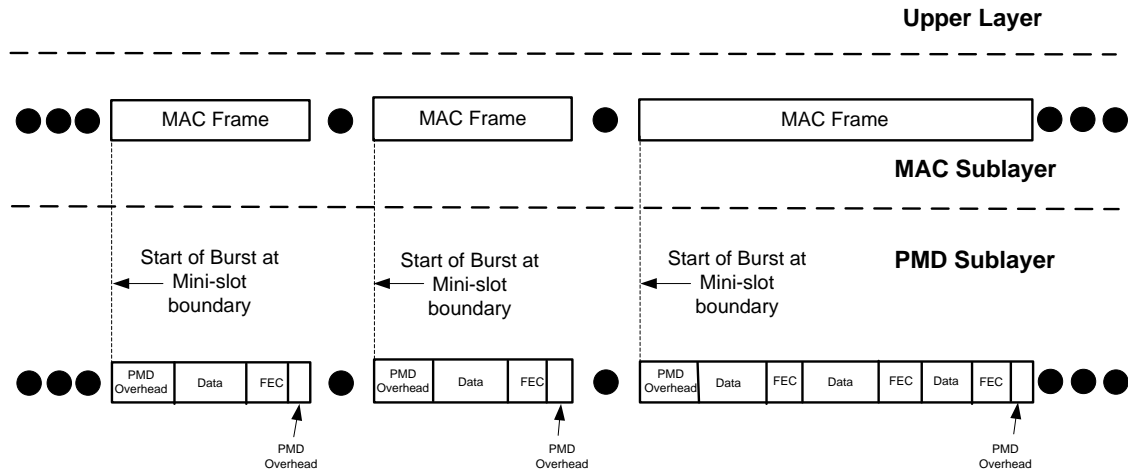 Upper Layer
MAC Frame
MAC Frame
MAC Frame
MAC Sublayer
Start of Burst at
Mini-slot
boundary
Start of Burst at
Mini-slot
boundary
Start of Burst at
Mini-slot
boundary
PMD Sublayer
PMD
Overhead
Data
FEC
PMD
Overhead
PMD
Overhead
Data
FEC
PMD
Overhead
PMD
Overhead
Data
FEC
Data
FEC
Data
FEC
PMD
Overhead